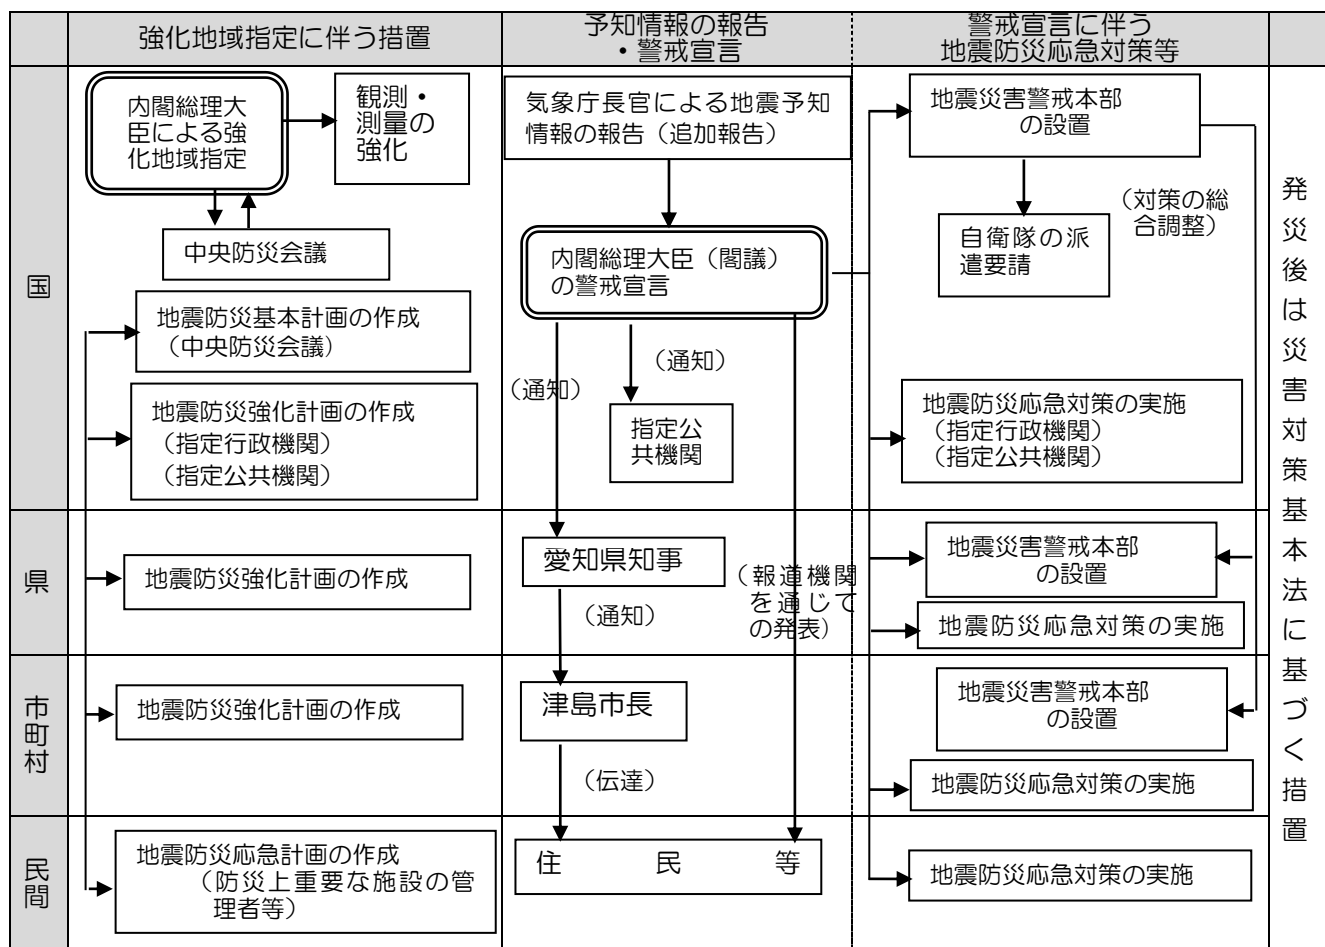 強化地域指定に伴う措置
予知情報の報告
・警戒宣言
警戒宣言に伴う
地震防災応急対策等
国
内閣総理大
臣による強
化地域指定
観測・
測量の
強化
中央防災会議
地震防災基本計画の作成
（中央防災会議）
地震防災強化計画の作成
（指定行政機関）
（指定公共機関）
気象庁長官による地震予知
情報の報告（追加報告）
内閣総理大臣（閣議）
の警戒宣言
（通知）
（通知）
指定公
共機関
地震災害警戒本部
の設置
（対策の総
合調整）
自衛隊の派
遣要請
地震防災応急対策の実施
（指定行政機関）
（指定公共機関）
県
地震防災強化計画の作成
愛知県知事
（通知）
（報道機関
を通じて
の発表）
地震災害警戒本部
の設置
地震防災応急対策の実施
市町村
地震防災強化計画の作成
津島市長
（伝達）
地震災害警戒本部
の設置
地震防災応急対策の実施
民間
地震防災応急計画の作成
（防災上重要な施設の管
理者等）
住　民　等
地震防災応急対策の実施
発災後は災害対策基本法に基づく措置